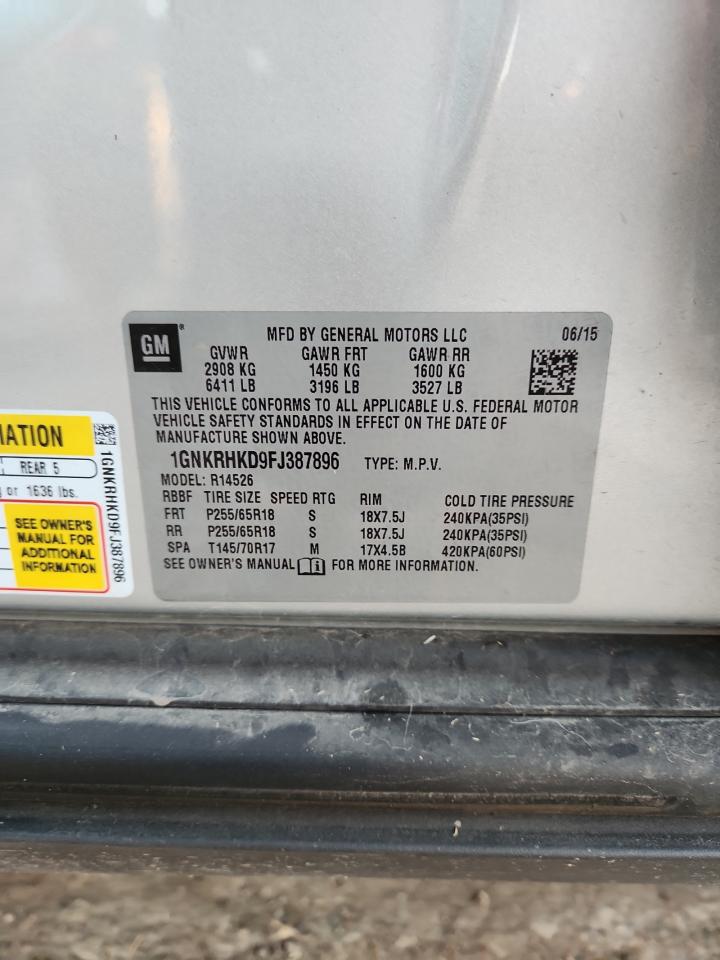 GM
MFD BY GENERAL MOTORS LLC 06/15
GVWR GAWR FRT GAWR RR
2908 KG 1450 KG 1600 KG
6411 LB 3196 LB 3527 LB
THIS VEHICLE CONFORMS TO ALL APPLICABLE U.S. FEDERAL MOTOR
VEHICLE SAFETY STANDARDS IN EFFECT ON THE DATE OF
MANUFACTURE SHOWN ABOVE.
1GNKRHKD9FJ387896 TYPE: M.P.V.
MODEL: R14526
RBBF TIRE SIZE SPEED RTG RIM COLD TIRE PRESSURE
FRT P255/65R18 S 18X7.5J 240KPA(35PSI)
RR P255/65R18 S 18X7.5J 240KPA(35PSI)
SPA T145/70R17 M 17X4.5B 420KPA(60PSI)
SEE OWNER'S MANUAL i FOR MORE INFORMATION.
REAR 5
or 1636 lbs.
SEE OWNER'S
MANUAL FOR
ADDITIONAL
INFORMATION
1GNKRHKD9FJ387896